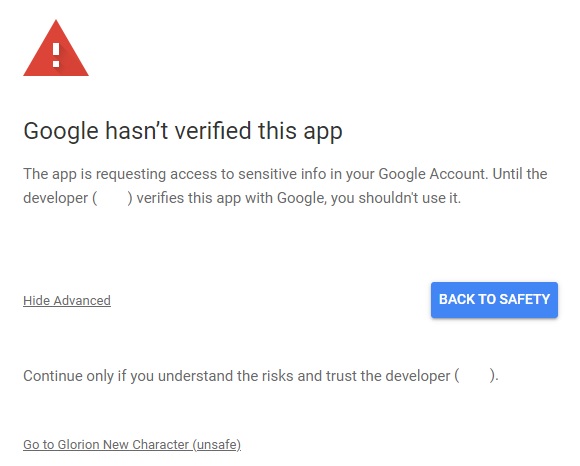 Google hasn’t verified this app
The app is requesting access to sensitive info in your Google Account. Until the
developer ( ) verifies this app with Google, you shouldn't use it.
Hide Advanced
BACK TO SAFETY
Continue only if you understand the risks and trust the developer ( ).
Go to Glorion New Character (unsafe)